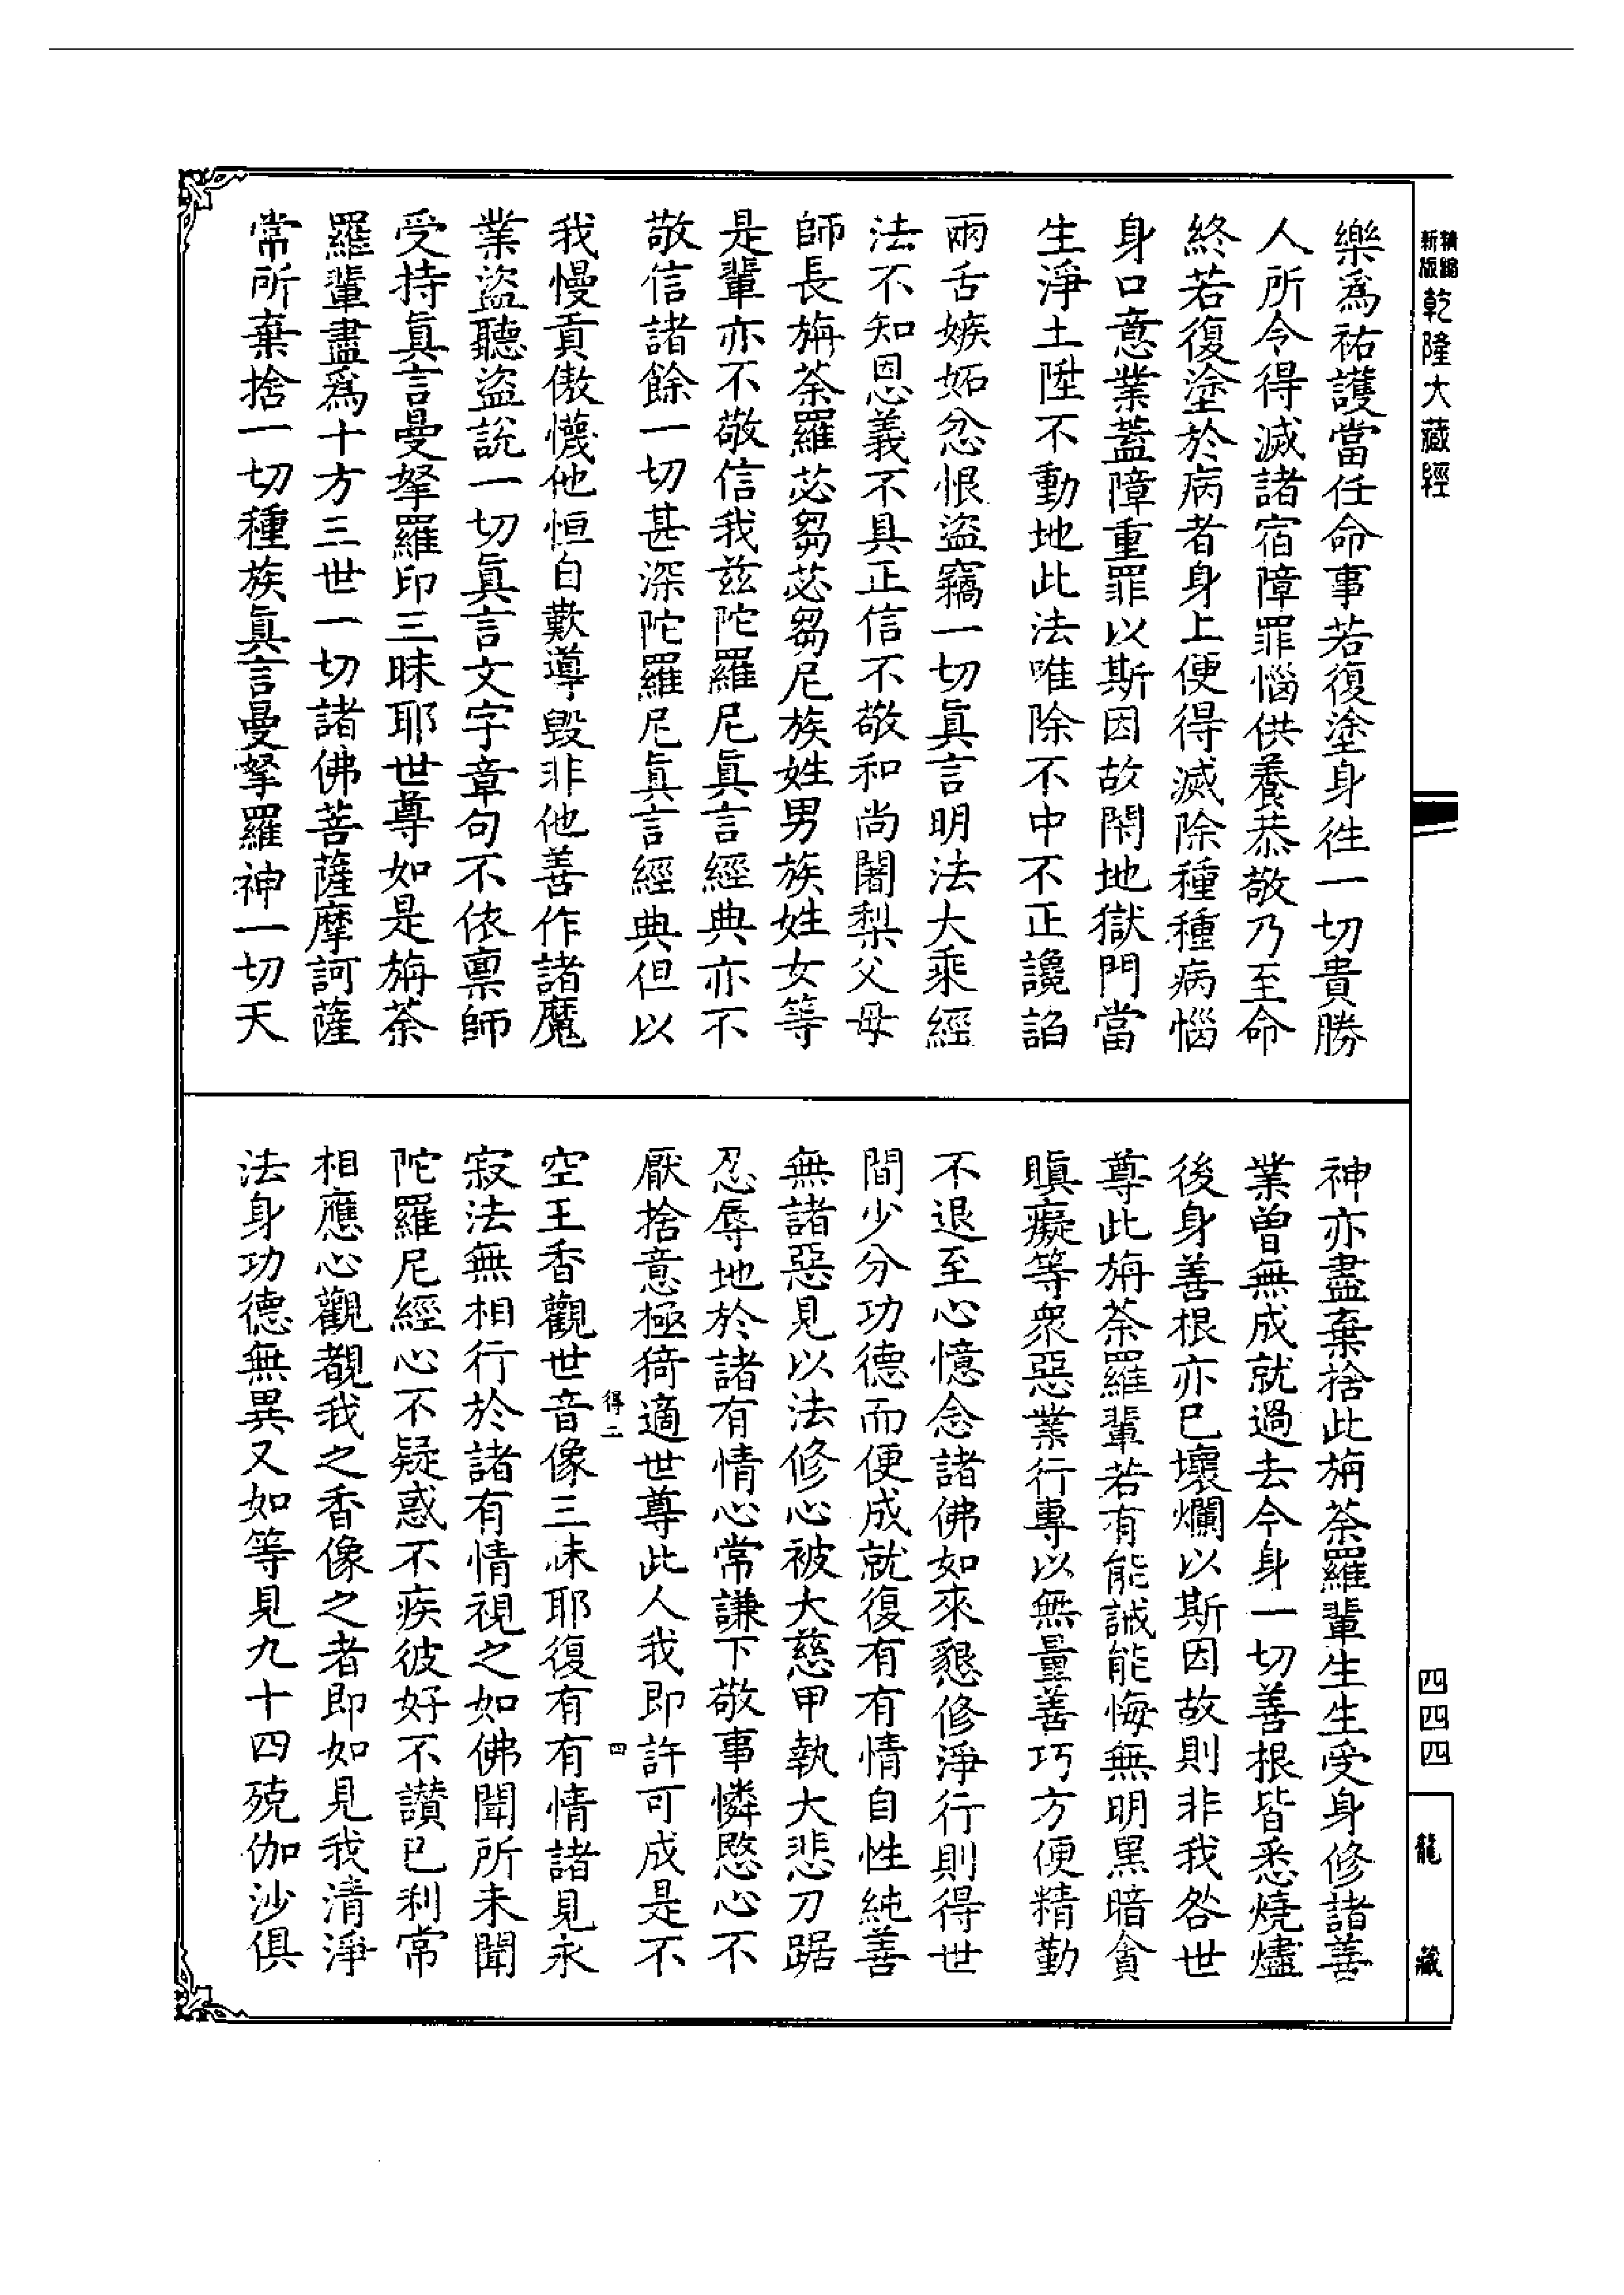 精縮新版乾隆大藏經
樂爲祐護當任命事若復塗身徃一切貴勝
人所令得滅諸宿障罪惱供養恭敬乃至命
終若復塗於病者身上便得滅除種種病惱
身口意業蓋障重罪以斯因故閇地獄門當
生淨土陞不動地此法唯除不中不正讒諂
兩舌嫉妬忿恨盜竊一切眞言明法大乘經
法不知恩義不具正信不敬和尚闍梨父母
師長旃荼羅苾芻苾芻尼族姓男族姓女等
是輩亦不敬信我兹陀羅尼眞言經典亦不
敬信諸餘一切甚深陀羅尼眞言經典但以
我慢貢傲懱他恒自歎導毀非他善作諸魔
業盜聽盜說一切眞言文字章句不依稟師
受持眞言曼拏羅印三昧耶世尊如是旃荼
羅輩盡爲十方三世一切諸佛菩薩摩訶薩
常所棄捨一切種族眞言曼拏羅神一切天
神亦盡棄捨此旃荼羅輩生生受身修諸善
業曾無成就過去今身一切善根皆悉燒燼
後身善根亦已壞爛以斯因故則非我咎世
尊此旃荼羅輩若有能誠能悔無明黑暗貪
瞋癡等衆惡業行專以無量善巧方便精勤
不退至心憶念諸佛如來懇修淨行則得世
間少分功德而便成就復有有情自性純善
無諸惡見以法修心被大慈甲執大悲刀踞
忍辱地於諸有情心常謙下敬事憐愍心不
厭捨意極猗適世尊此人我即許可成是不
得二
四
空王香觀世音像三昧耶復有有情諸見永
寂法無相行於諸有情視之如佛聞所未聞
陀羅尼經心不疑惑不疾彼好不讚已利常
相應心觀覩我之香像之者即如見我清淨
法身功德無異又如等見九十四殑伽沙俱
四四四
龍藏